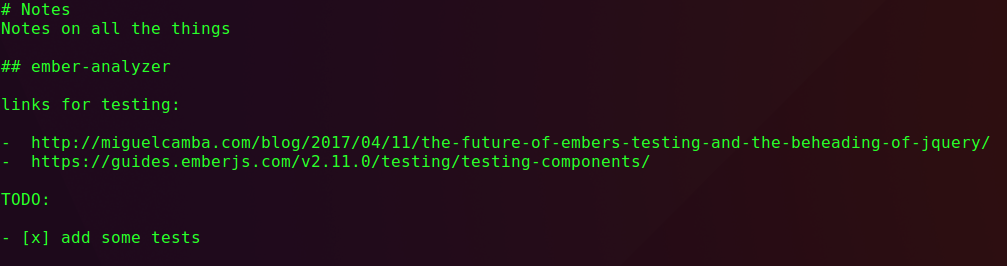 # Notes
Notes on all the things
## ember-analyzer
links for testing:
-  http://miguelcamba.com/blog/2017/04/11/the-future-of-embers-testing-and-the-beheading-of-jquery/
-  https://guides.emberjs.com/v2.11.0/testing/testing-components/
TODO:
- [x] add some tests